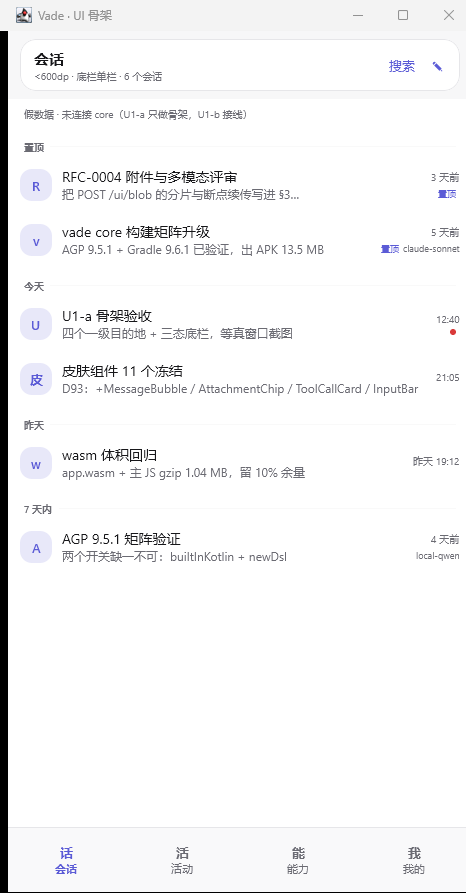 Vade · UI 骨架
会话
<600dp · 底栏单栏 · 6 个会话
搜索
假数据 · 未连接 core（U1-a 只做骨架，U1-b 接线）
置顶
R
RFC-0004 附件与多模态评审
3 天前
把 POST /ui/blob 的分片与断点续传写进 §3...
置顶
v
vade core 构建矩阵升级
5 天前
AGP 9.5.1 + Gradle 9.6.1 已验证，出 APK 13.5 MB
置顶 claude-sonnet
今天
U
U1-a 骨架验收
12:40
四个一级目的地 + 三态底栏，等真窗口截图
皮
皮肤组件 11 个冻结
21:05
D93：+MessageBubble / AttachmentChip / ToolCallCard / InputBar
昨天
w
wasm 体积回归
昨天 19:12
app.wasm + 主 JS gzip 1.04 MB，留 10% 余量
7 天内
A
AGP 9.5.1 矩阵验证
4 天前
两个开关缺一不可：builtInKotlin + newDsl
local-qwen
话 活 能 我
会话 活动 能力 我的